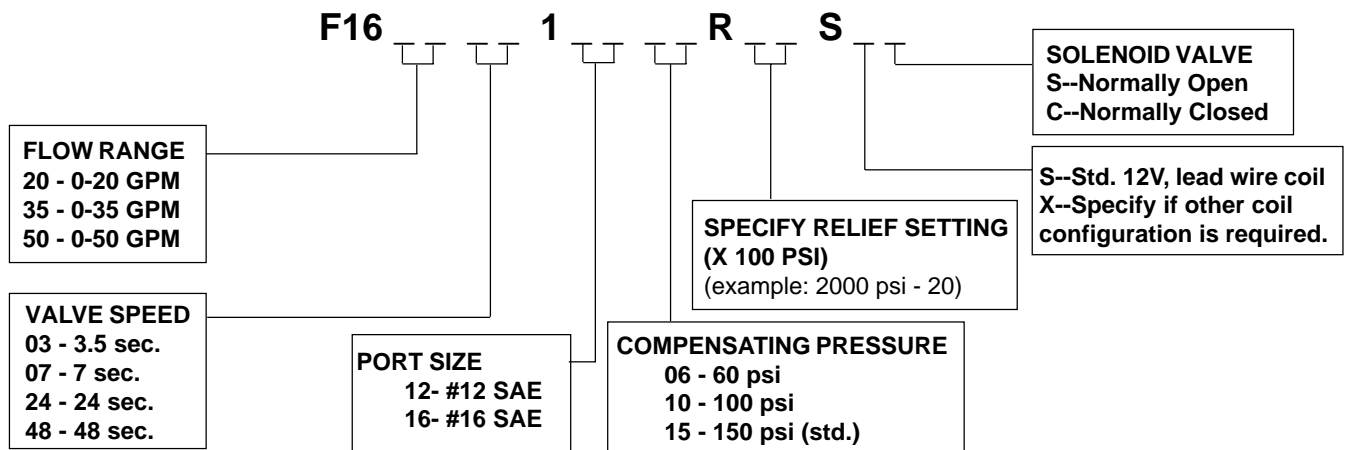 F16 _ _ _ _ 1 _ _ _ _ R _ _ S _ _
SOLENOID VALVE
S--Normally Open
C--Normally Closed
FLOW RANGE
20 - 0-20 GPM
35 - 0-35 GPM
50 - 0-50 GPM
S--Std. 12V, lead wire coil
X--Specify if other coil
configuration is required.
SPECIFY RELIEF SETTING
(X 100 PSI)
(example: 2000 psi - 20)
VALVE SPEED
03 - 3.5 sec.
07 - 7 sec.
24 - 24 sec.
48 - 48 sec.
PORT SIZE
12- #12 SAE
16- #16 SAE
COMPENSATING PRESSURE
06 - 60 psi
10 - 100 psi
15 - 150 psi (std.)